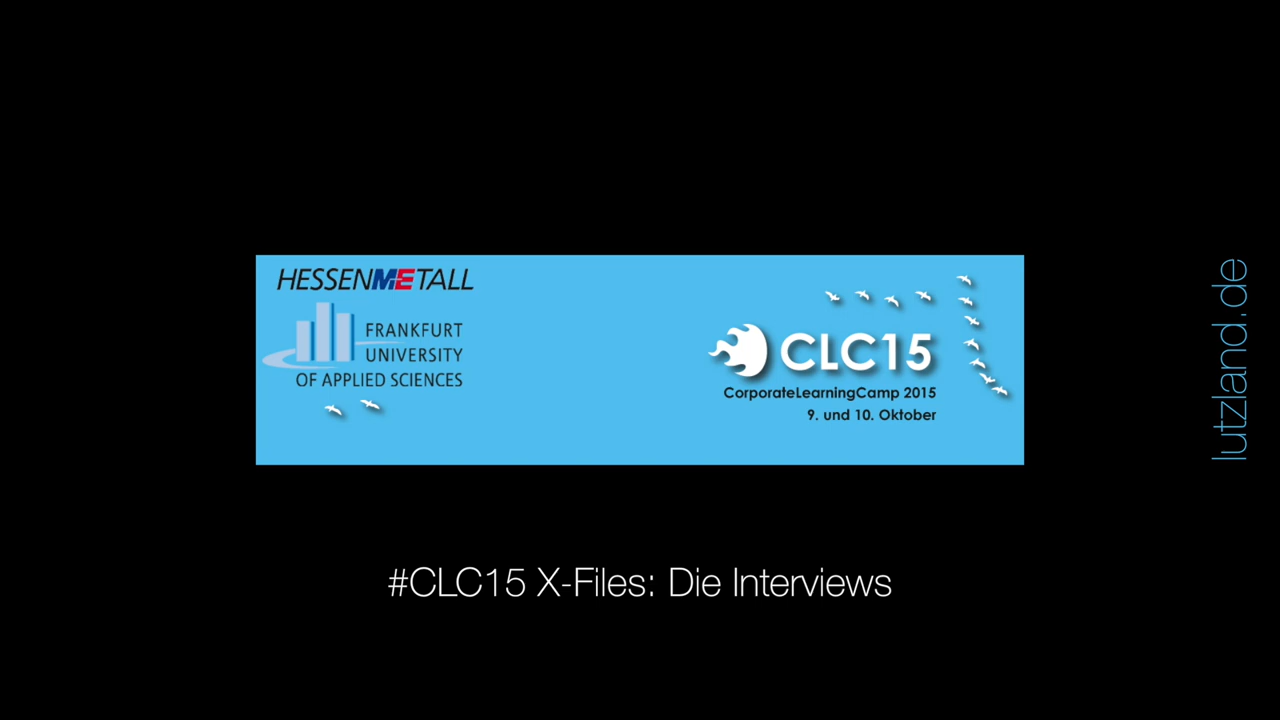 HESSENMETALL
FRANKFURT
UNIVERSITY
OF APPLIED SCIENCES
CLC15
CorporateLearningCamp 2015
9. und 10. Oktober
lutzland.de
#CLC15 X-Files: Die Interviews